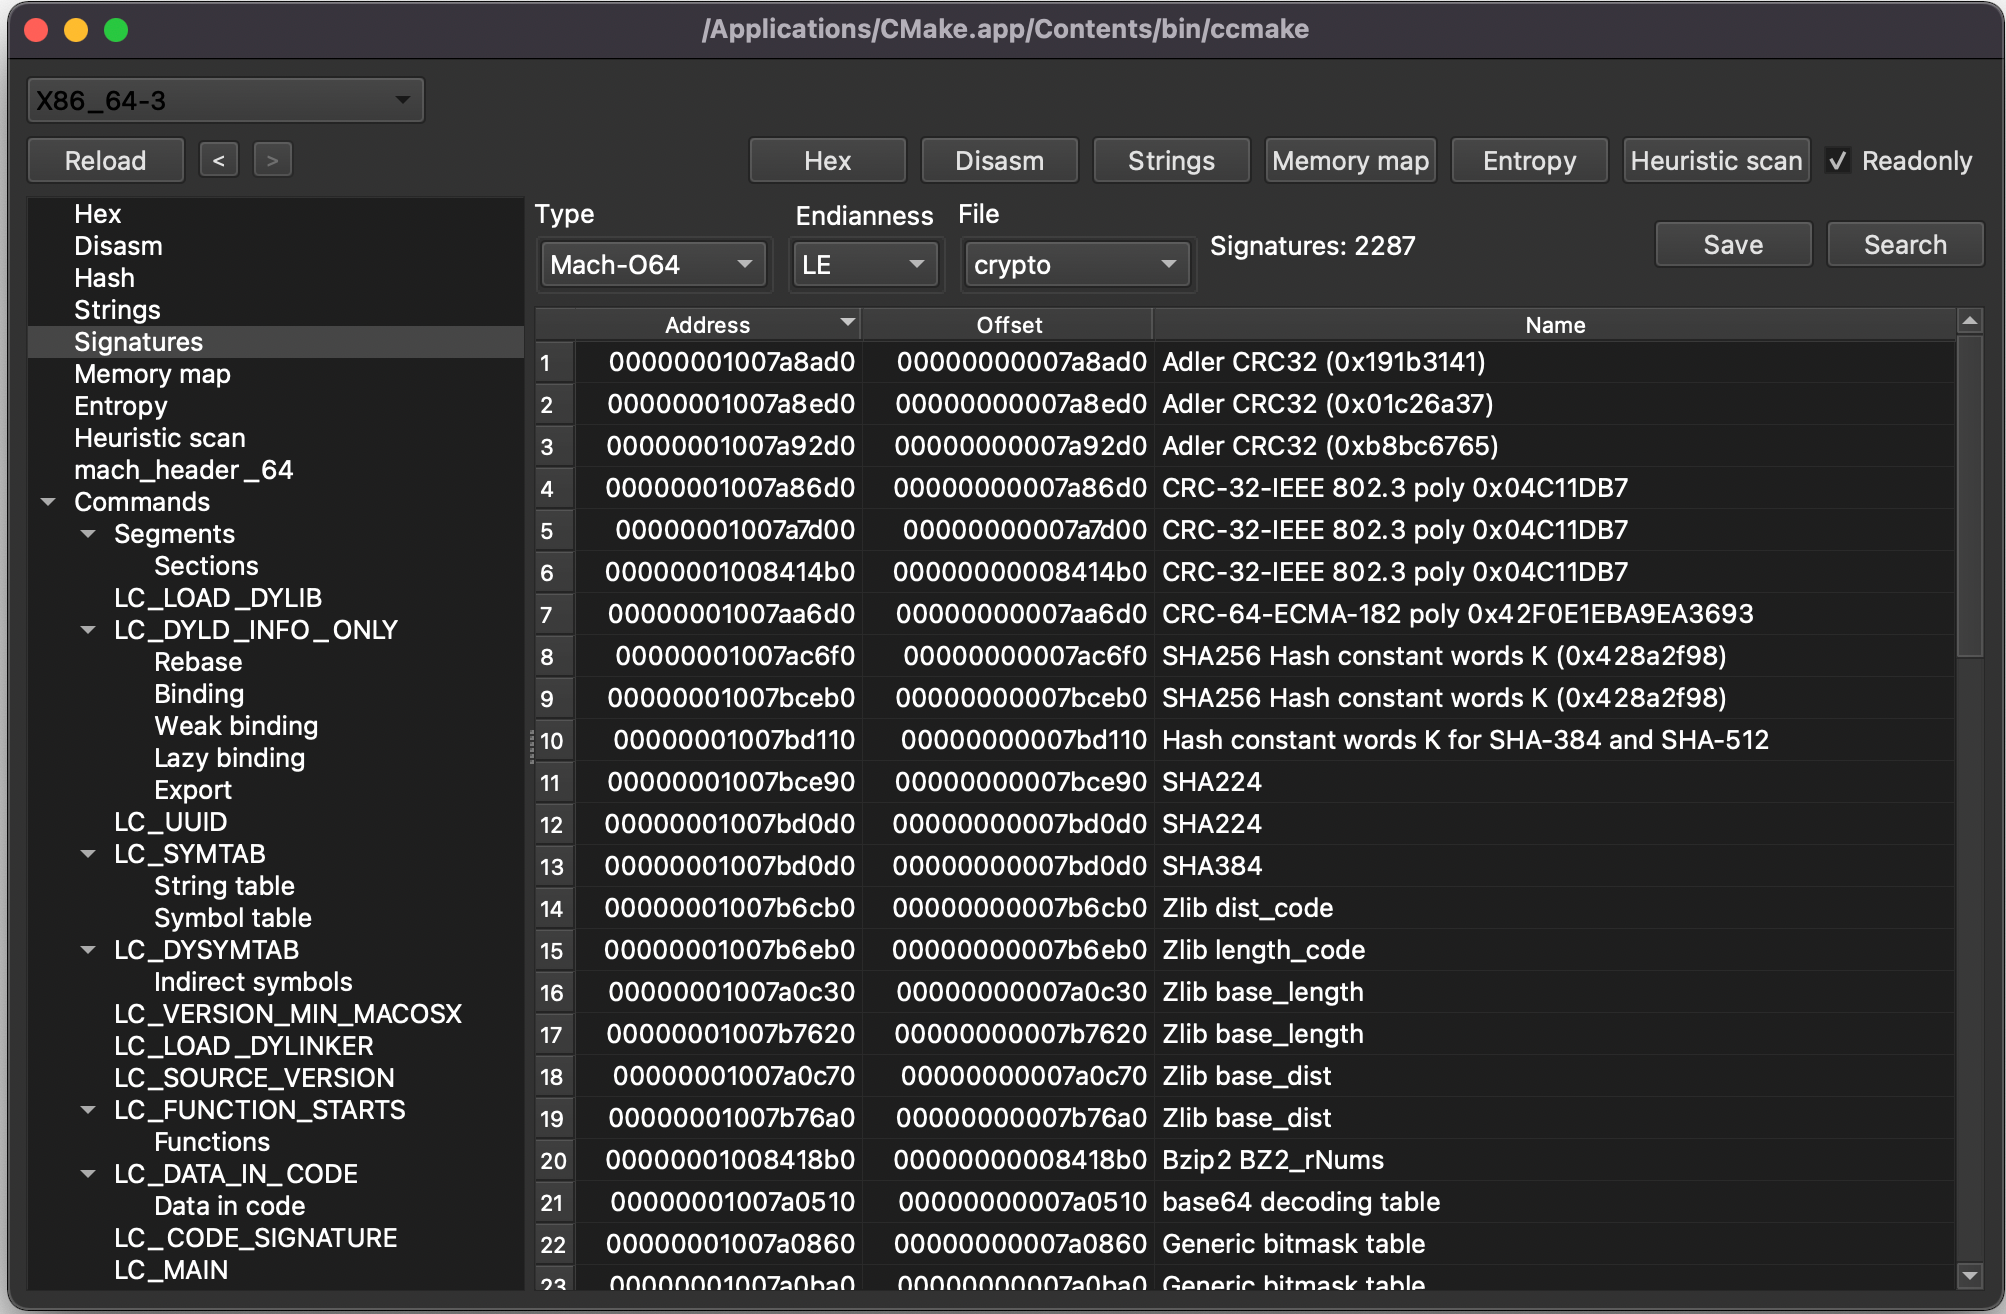 /Applications/CMake.app/Contents/bin/ccmake
X86_64-3
Reload < > Hex Disasm Strings Memory map Entropy Heuristic scan Readonly
Hex
Disasm
Hash
Strings
Signatures
Memory map
Entropy
Heuristic scan
mach_header_64
Commands
Segments
Sections
LC_LOAD_DYLIB
LC_DYLD_INFO_ONLY
Rebase
Binding
Weak binding
Lazy binding
Export
LC_UUID
LC_SYMTAB
String table
Symbol table
LC_DYSYMTAB
Indirect symbols
LC_VERSION_MIN_MACOSX
LC_LOAD_DYLINKER
LC_SOURCE_VERSION
LC_FUNCTION_STARTS
Functions
LC_DATA_IN_CODE
Data in code
LC_CODE_SIGNATURE
LC_MAIN
Type Endianness File
Mach-O64 LE crypto Signatures: 2287 Save Search
Address Offset Name
1 00000001007a8ad0 00000000007a8ad0 Adler CRC32 (0x191b3141)
2 00000001007a8ed0 00000000007a8ed0 Adler CRC32 (0x01c26a37)
3 00000001007a92d0 00000000007a92d0 Adler CRC32 (0xb8bc6765)
4 00000001007a86d0 00000000007a86d0 CRC-32-IEEE 802.3 poly 0x04C11DB7
5 00000001007a7d00 00000000007a7d00 CRC-32-IEEE 802.3 poly 0x04C11DB7
6 00000001008414b0 00000000008414b0 CRC-32-IEEE 802.3 poly 0x04C11DB7
7 00000001007aa6d0 00000000007aa6d0 CRC-64-ECMA-182 poly 0x42F0E1EBA9EA3693
8 00000001007ac6f0 00000000007ac6f0 SHA256 Hash constant words K (0x428a2f98)
9 00000001007bceb0 00000000007bceb0 SHA256 Hash constant words K (0x428a2f98)
10 00000001007bd110 00000000007bd110 Hash constant words K for SHA-384 and SHA-512
11 00000001007bce90 00000000007bce90 SHA224
12 00000001007bd0d0 00000000007bd0d0 SHA224
13 00000001007bd0d0 00000000007bd0d0 SHA384
14 00000001007b6cb0 00000000007b6cb0 Zlib dist_code
15 00000001007b6eb0 00000000007b6eb0 Zlib length_code
16 00000001007a0c30 00000000007a0c30 Zlib base_length
17 00000001007b7620 00000000007b7620 Zlib base_length
18 00000001007a0c70 00000000007a0c70 Zlib base_dist
19 00000001007b76a0 00000000007b76a0 Zlib base_dist
20 00000001008418b0 00000000008418b0 Bzip2 BZ2_rNums
21 00000001007a0510 00000000007a0510 base64 decoding table
22 00000001007a0860 00000000007a0860 Generic bitmask table
23 00000001007a0ba0 00000000007a0ba0 Generic bitmask table